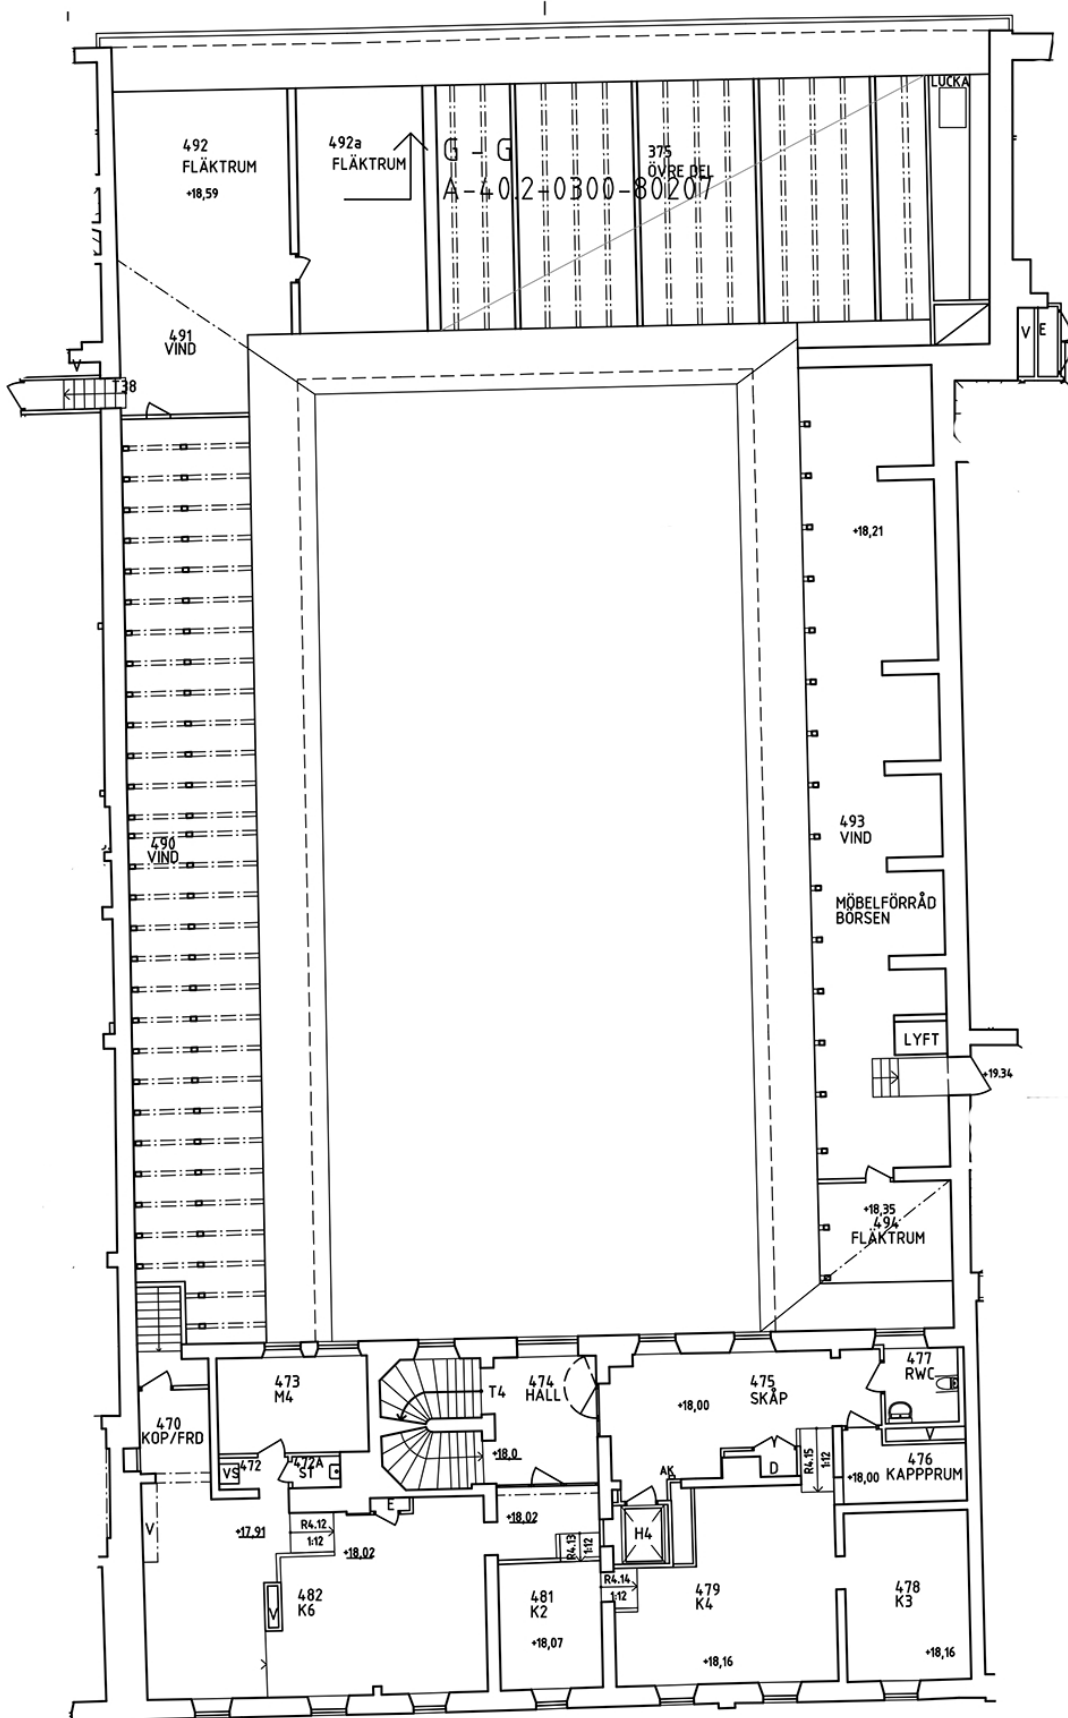 LUCKA
492
FLÄKTRUM
+18,59
492a
FLÄKTRUM
G - G
A-40.2-0300-80207
375
ÖVRE DEL
491
VIND
V
T38
V E
+18,21
490
VIND
493
VIND
MÖBELFÖRRÅD
BÖRSEN
LYFT
+19.34
+18,35
494
FLÄKTRUM
473
M4
T4
474
HALL
475
SKÅP
477
RWC
+18,00
470
KOP/FRD
VS
472
472A
ST
+18,0
AK
D
R4.15
1:12
V
476
KAPPPRUM
+18,00
V
+17,91
R4.12
1:12
E
+18,02
+18,02
R4.13
1:12
H4
482
K6
V
481
K2
+18,07
R4.14
1:12
479
K4
+18,16
478
K3
+18,16